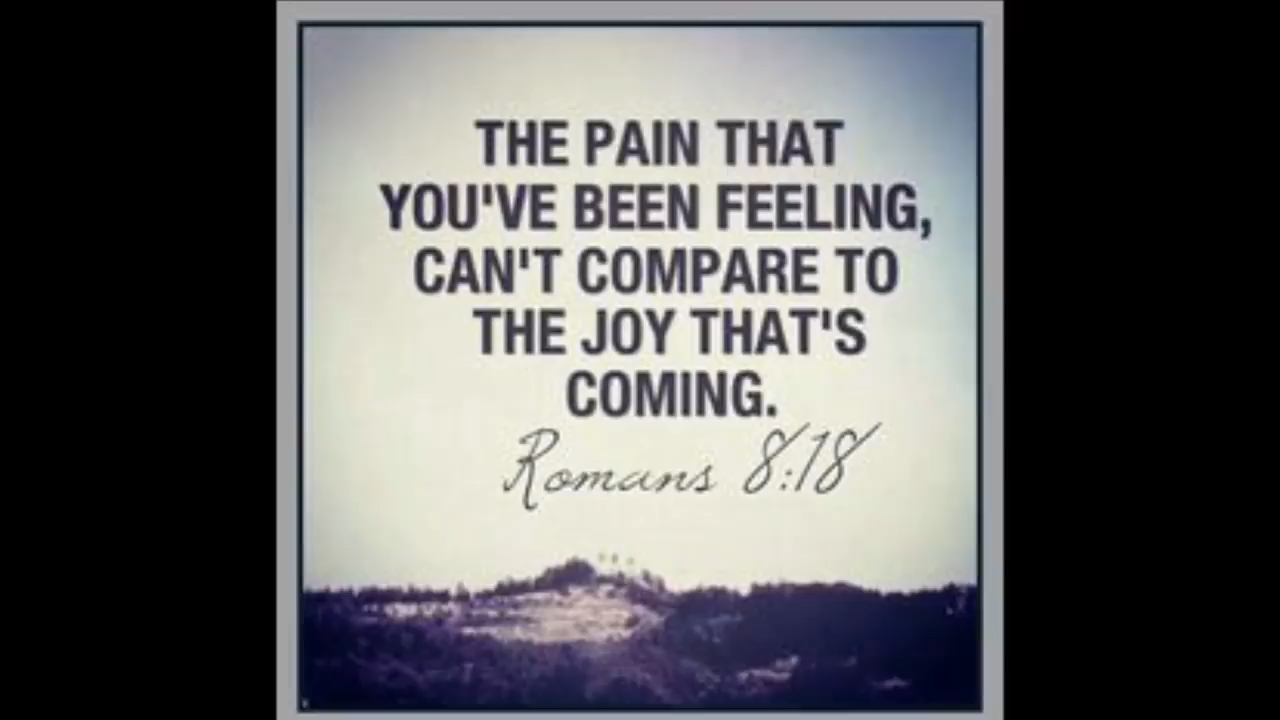 THE PAIN THAT
YOU'VE BEEN FEELING,
CAN'T COMPARE TO
THE JOY THAT'S
COMING.
Romans 8:18